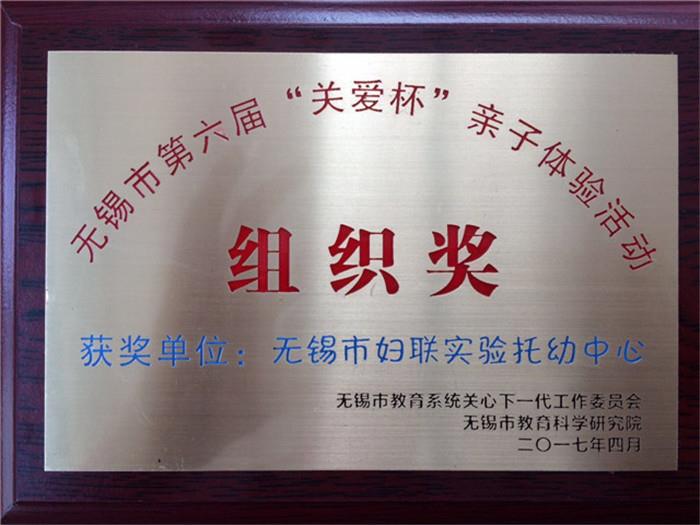 无锡市第六届“关爱杯”亲子体验活动
组织奖
获奖单位：无锡市妇联实验托幼中心
无锡市教育系统关心下一代工作委员会
无锡市教育科学研究院
二〇一七年四月